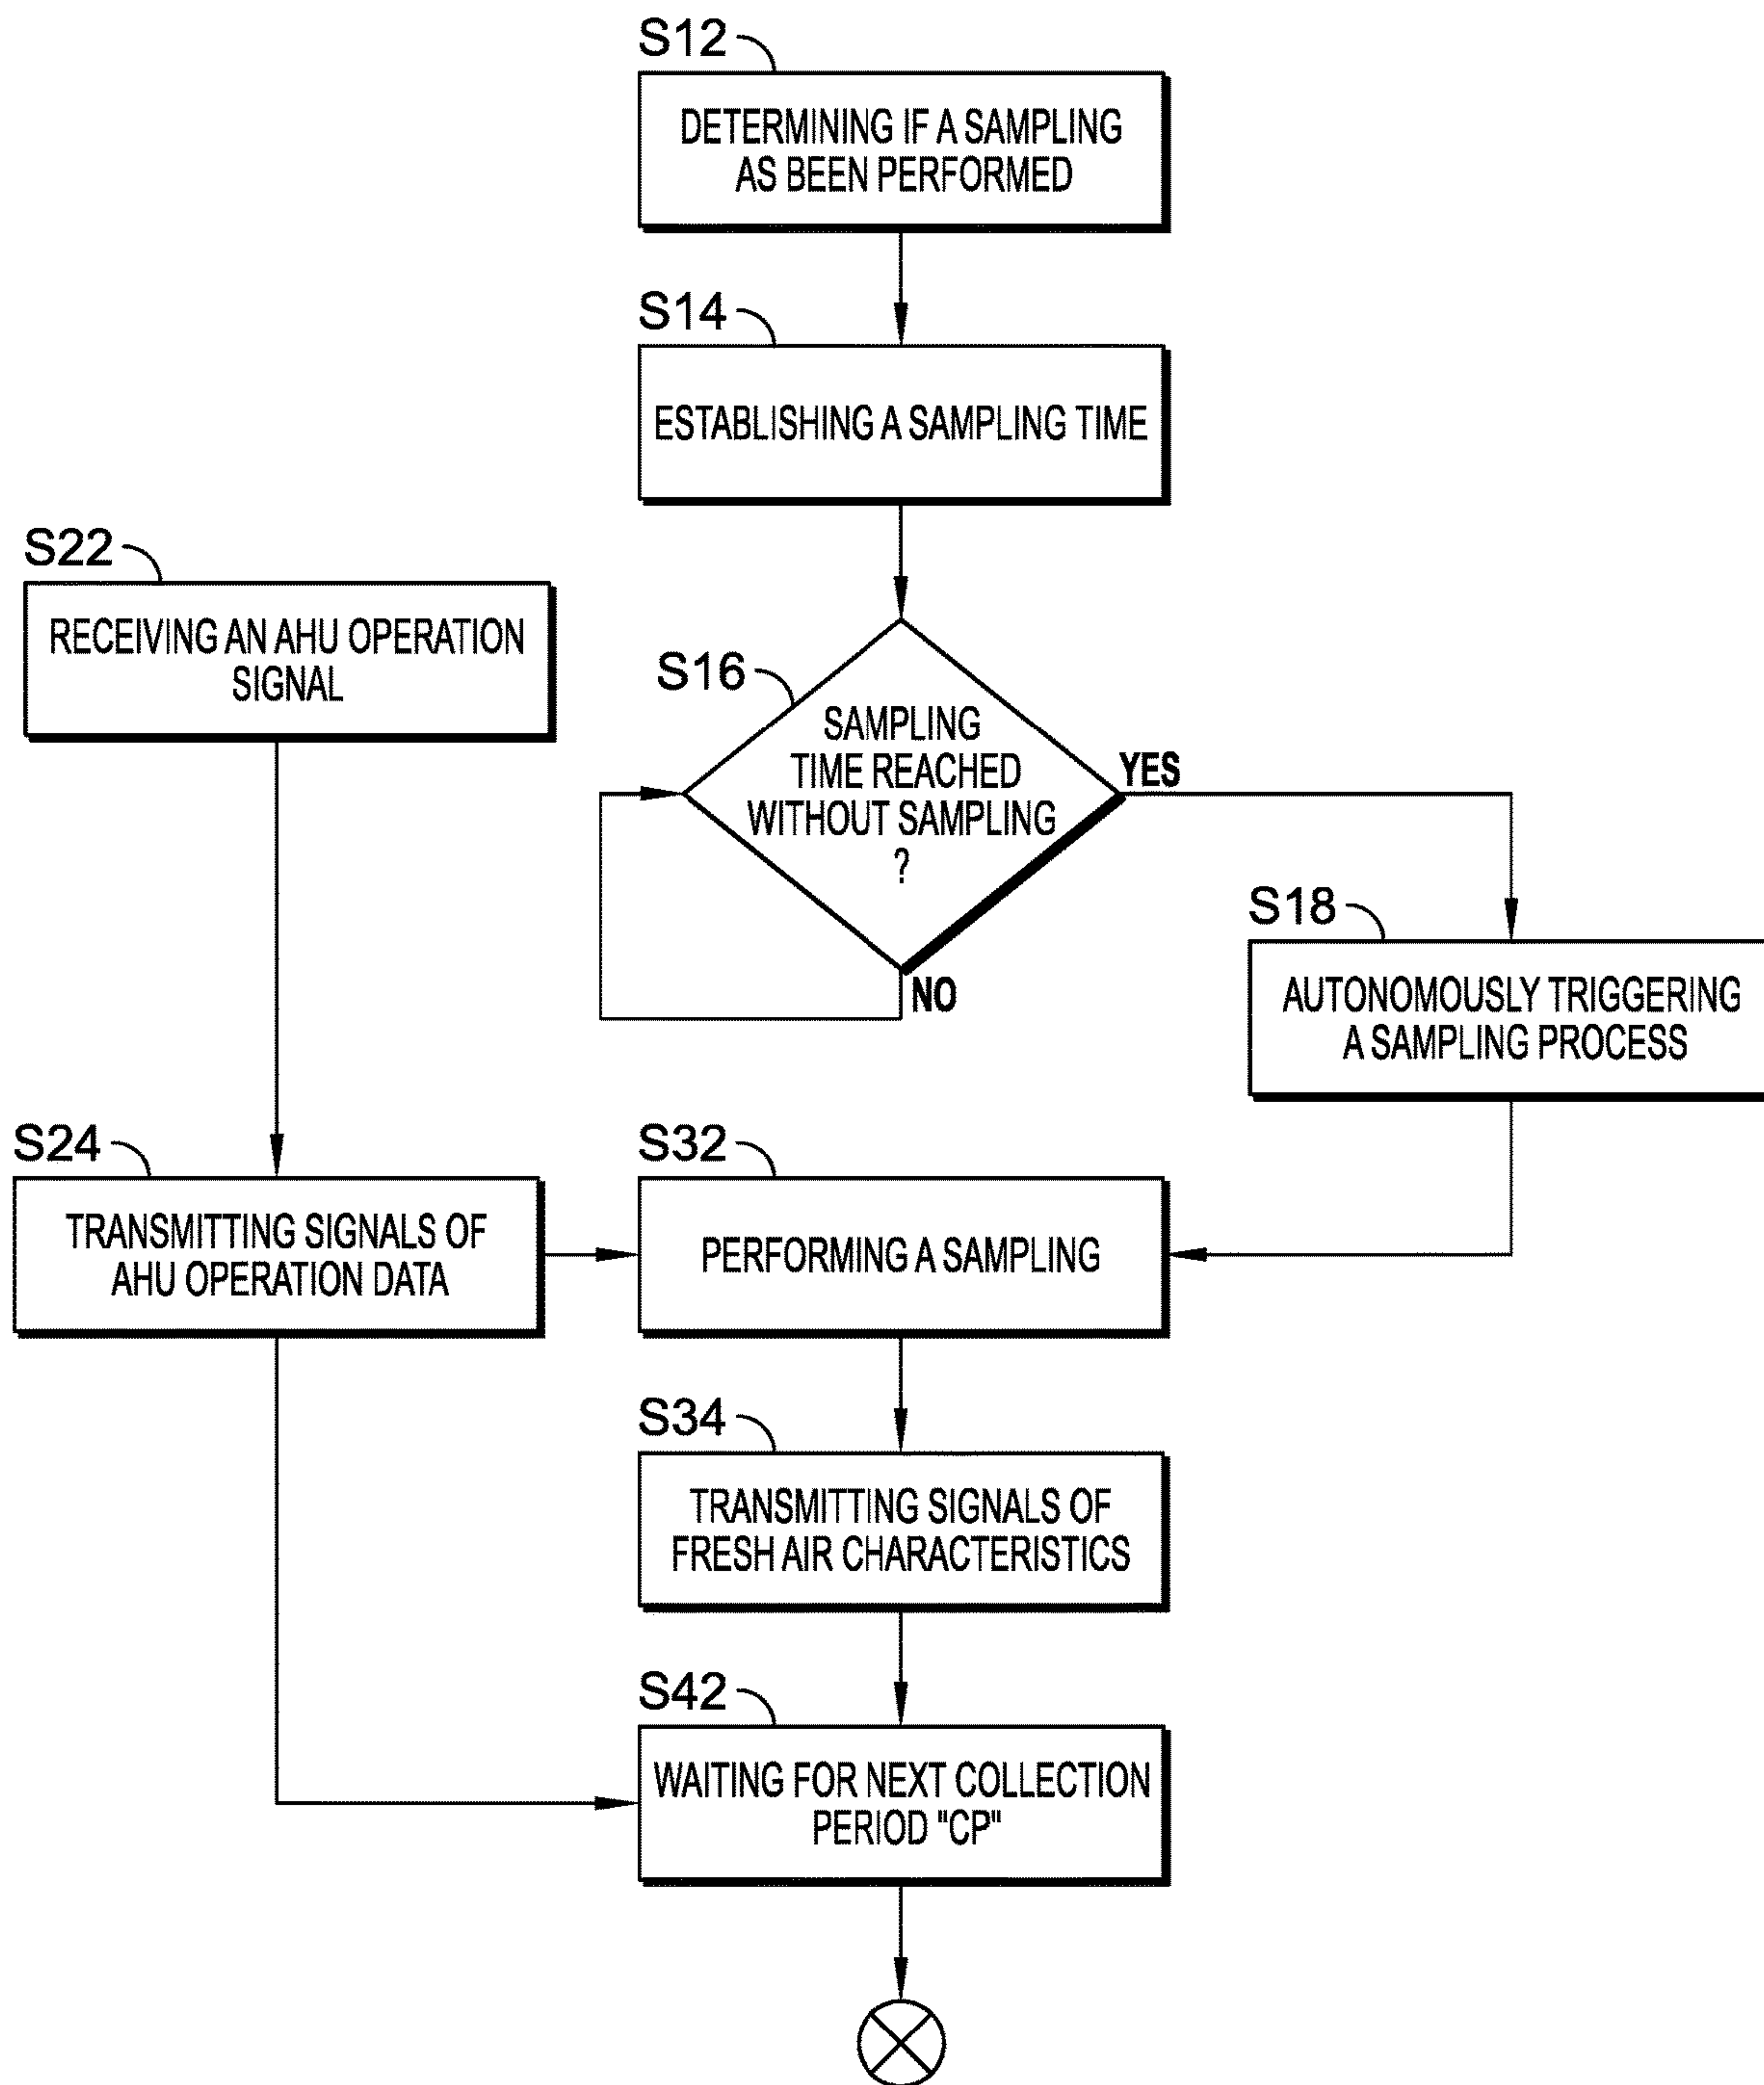 S12
DETERMINING IF A SAMPLING
AS BEEN PERFORMED
S14
ESTABLISHING A SAMPLING TIME
S22
RECEIVING AN AHU OPERATION
SIGNAL
S16
SAMPLING
TIME REACHED
WITHOUT SAMPLING
?
YES
NO
S18
AUTONOMOUSLY TRIGGERING
A SAMPLING PROCESS
S24
TRANSMITTING SIGNALS OF
AHU OPERATION DATA
S32
PERFORMING A SAMPLING
S34
TRANSMITTING SIGNALS OF
FRESH AIR CHARACTERISTICS
S42
WAITING FOR NEXT COLLECTION
PERIOD "CP"